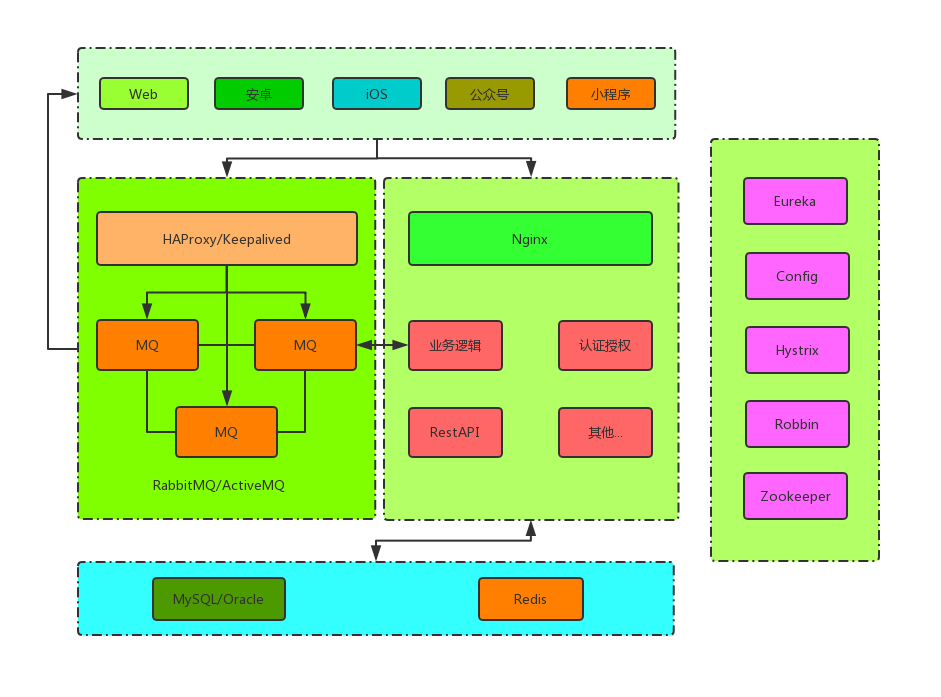 Web
安卓
iOS
公众号
小程序
HAProxy/Keepalived
Nginx
MQ
MQ
业务逻辑
认证授权
MQ
RestAPI
其他...
RabbitMQ/ActiveMQ
MySQL/Oracle
Redis
Eureka
Config
Hystrix
Robbin
Zookeeper